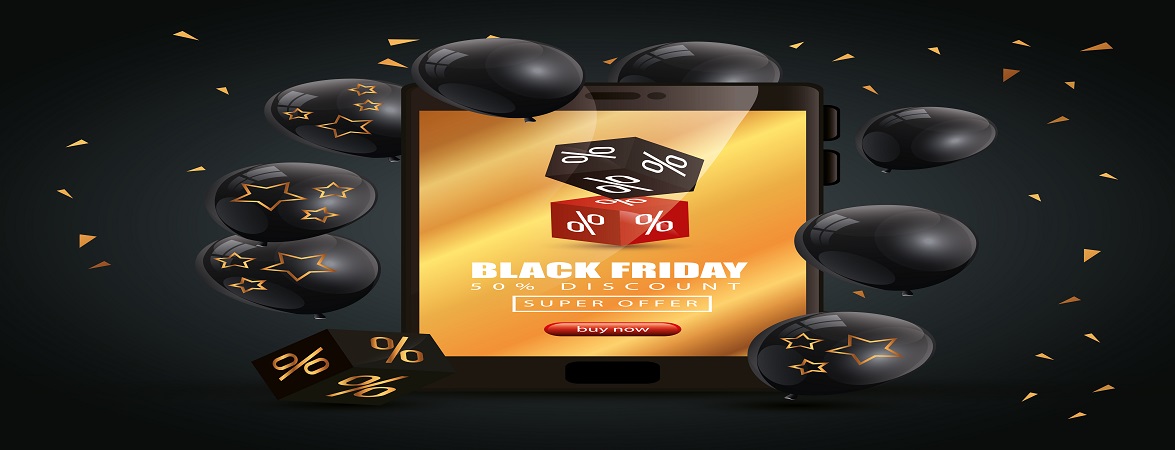 % % %
% % %
BLACK FRIDAY
50% DISCOUNT
SUPER OFFER
buy now
% % %